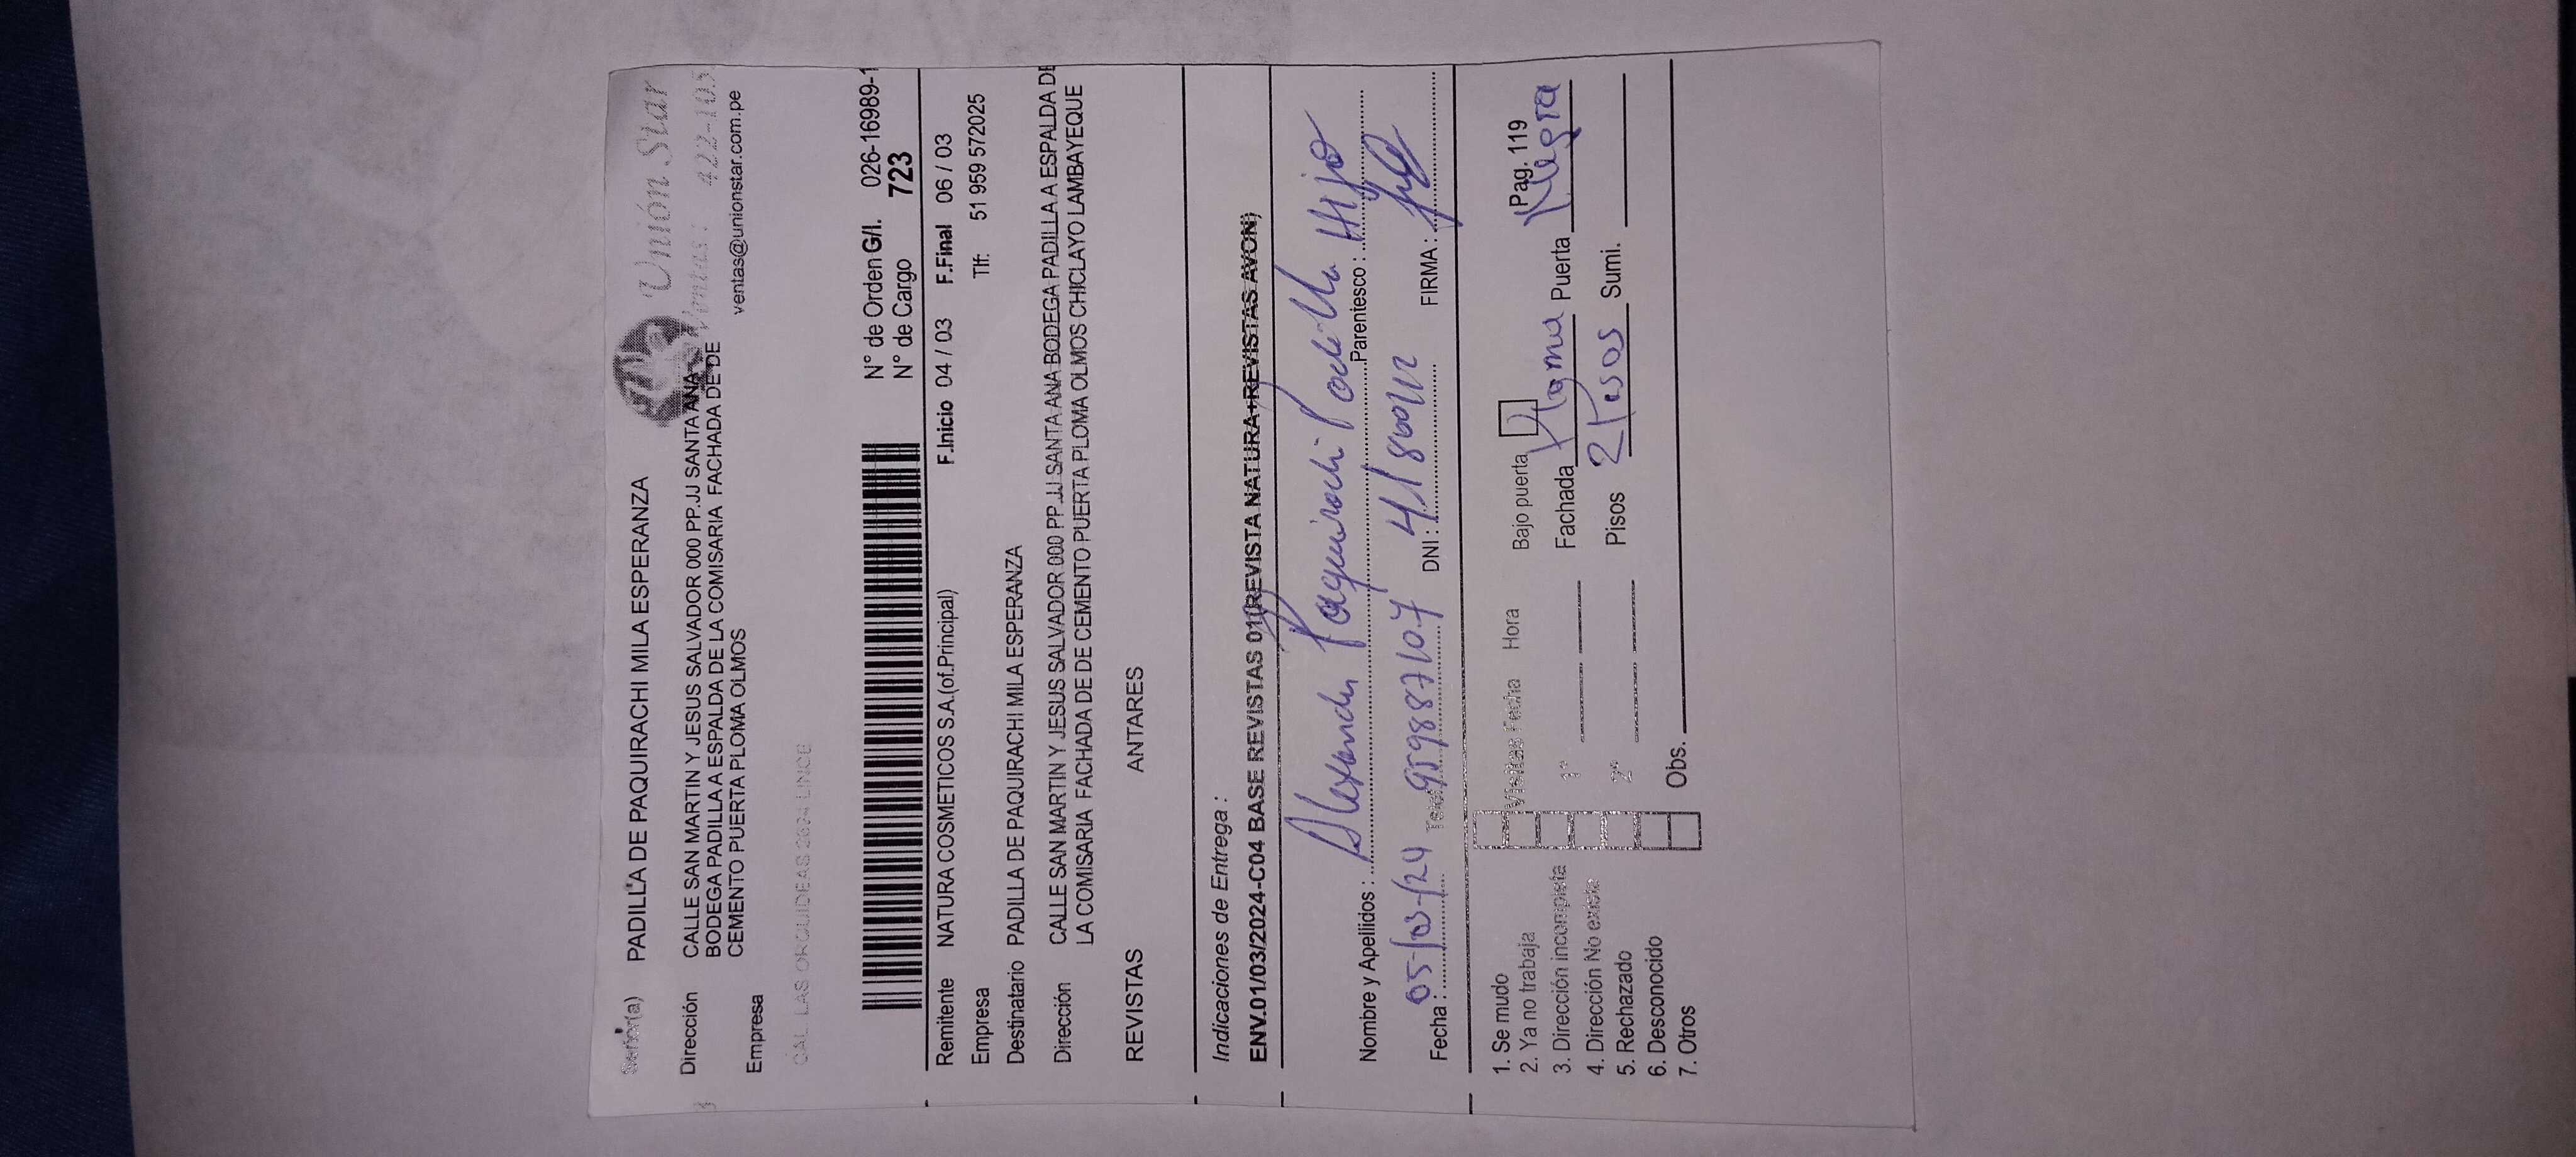 Señor(a) PADILLA DE PAQUIRACHI MILA ESPERANZA
Unión Star
Ventas: 422-105
ventas@unionstar.com.pe
Dirección CALLE SAN MARTIN Y JESUS SALVADOR 000 PP.JJ SANTA ANA
BODEGA PADILLA A ESPALDA DE LA COMISARIA FACHADA DE DE
CEMENTO PUERTA PLOMA OLMOS
Empresa
CAL. LAS ORQUIDEAS 2694 LINCE
N° de Orden G/I. 026-16989-1
N° de Cargo 723
Remitente NATURA COSMETICOS S.A.(of.Principal) F.Inicio 04 / 03 F.Final 06 / 03
Empresa Tlf: 51 959 572025
Destinatario PADILLA DE PAQUIRACHI MILA ESPERANZA
Dirección CALLE SAN MARTIN Y JESUS SALVADOR 000 PP.JJ SANTA ANA BODEGA PADILLA A ESPALDA DE
LA COMISARIA FACHADA DE DE CEMENTO PUERTA PLOMA OLMOS CHICLAYO LAMBAYEQUE
REVISTAS ANTARES
Indicaciones de Entrega :
ENV.01/03/2024-C04 BASE REVISTAS 01(REVISTA NATURA+REVISTAS AVON)
Nombre y Apellidos : Paquirachi Padilla Pareniesco : Hijo
Fecha : 05-/03-/24 DNI : FIRMA :
1. Se mudo
2. Ya no trabaja Visitas Fecha Hora Bajo puerta Pag. 119
3. Dirección incompleta 1° Fachada Ploma Puerta Negra
4. Dirección No existe
5. Rechazado 2° Pisos 2 Pisos Sumi.
6. Desconocido
7. Otros Obs.